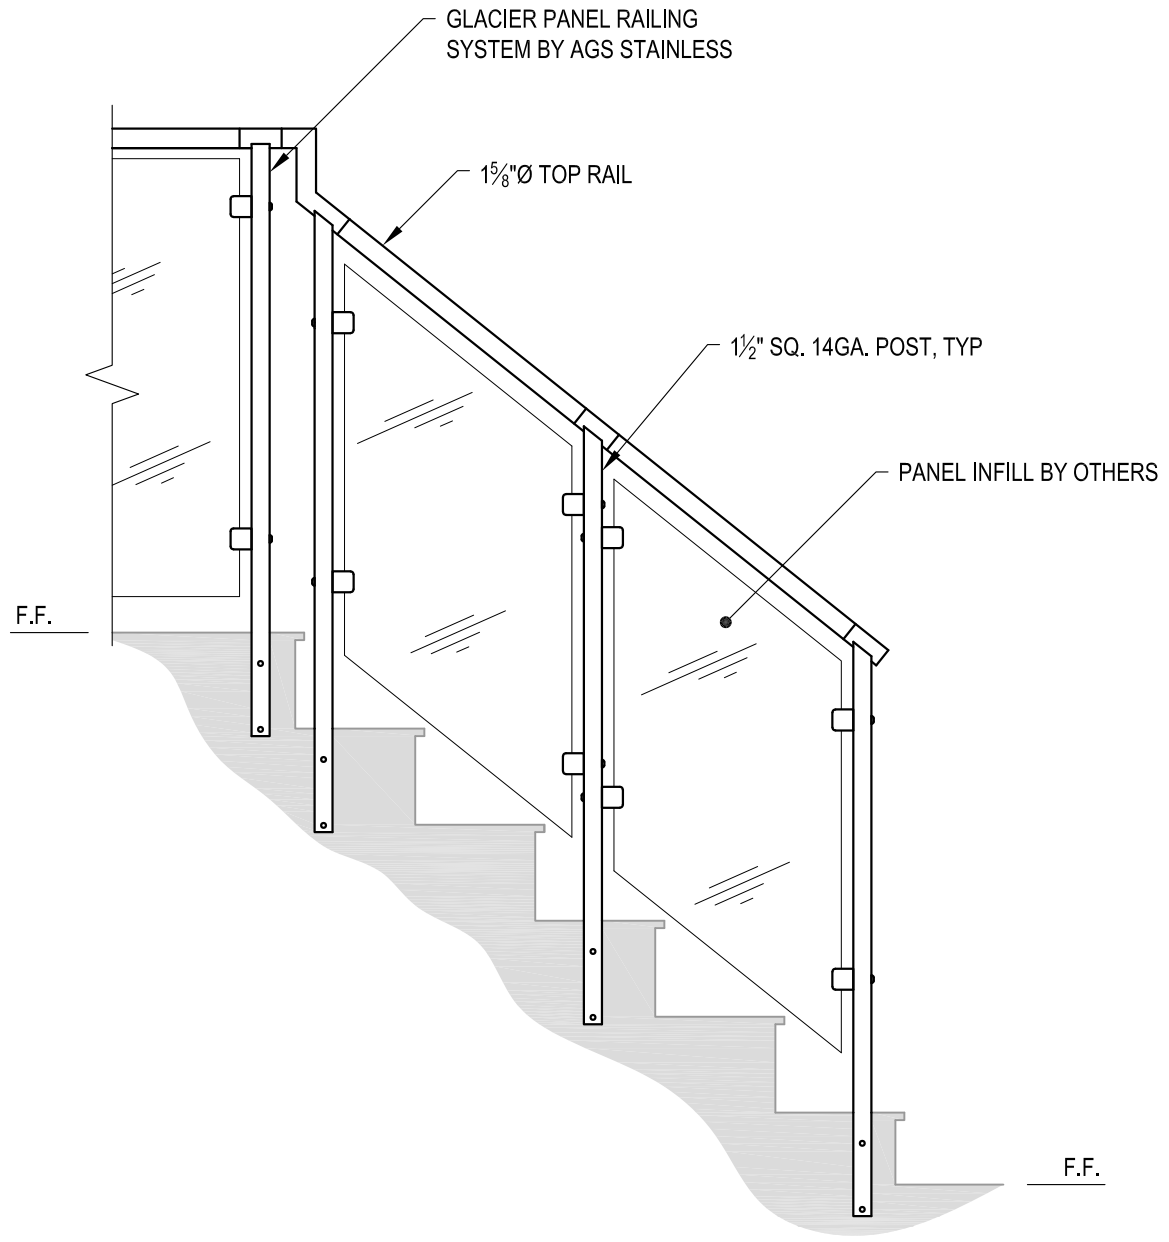 GLACIER PANEL RAILING
SYSTEM BY AGS STAINLESS
1⅝"Ø TOP RAIL
1½" SQ. 14GA. POST, TYP
PANEL INFILL BY OTHERS
F.F.
F.F.